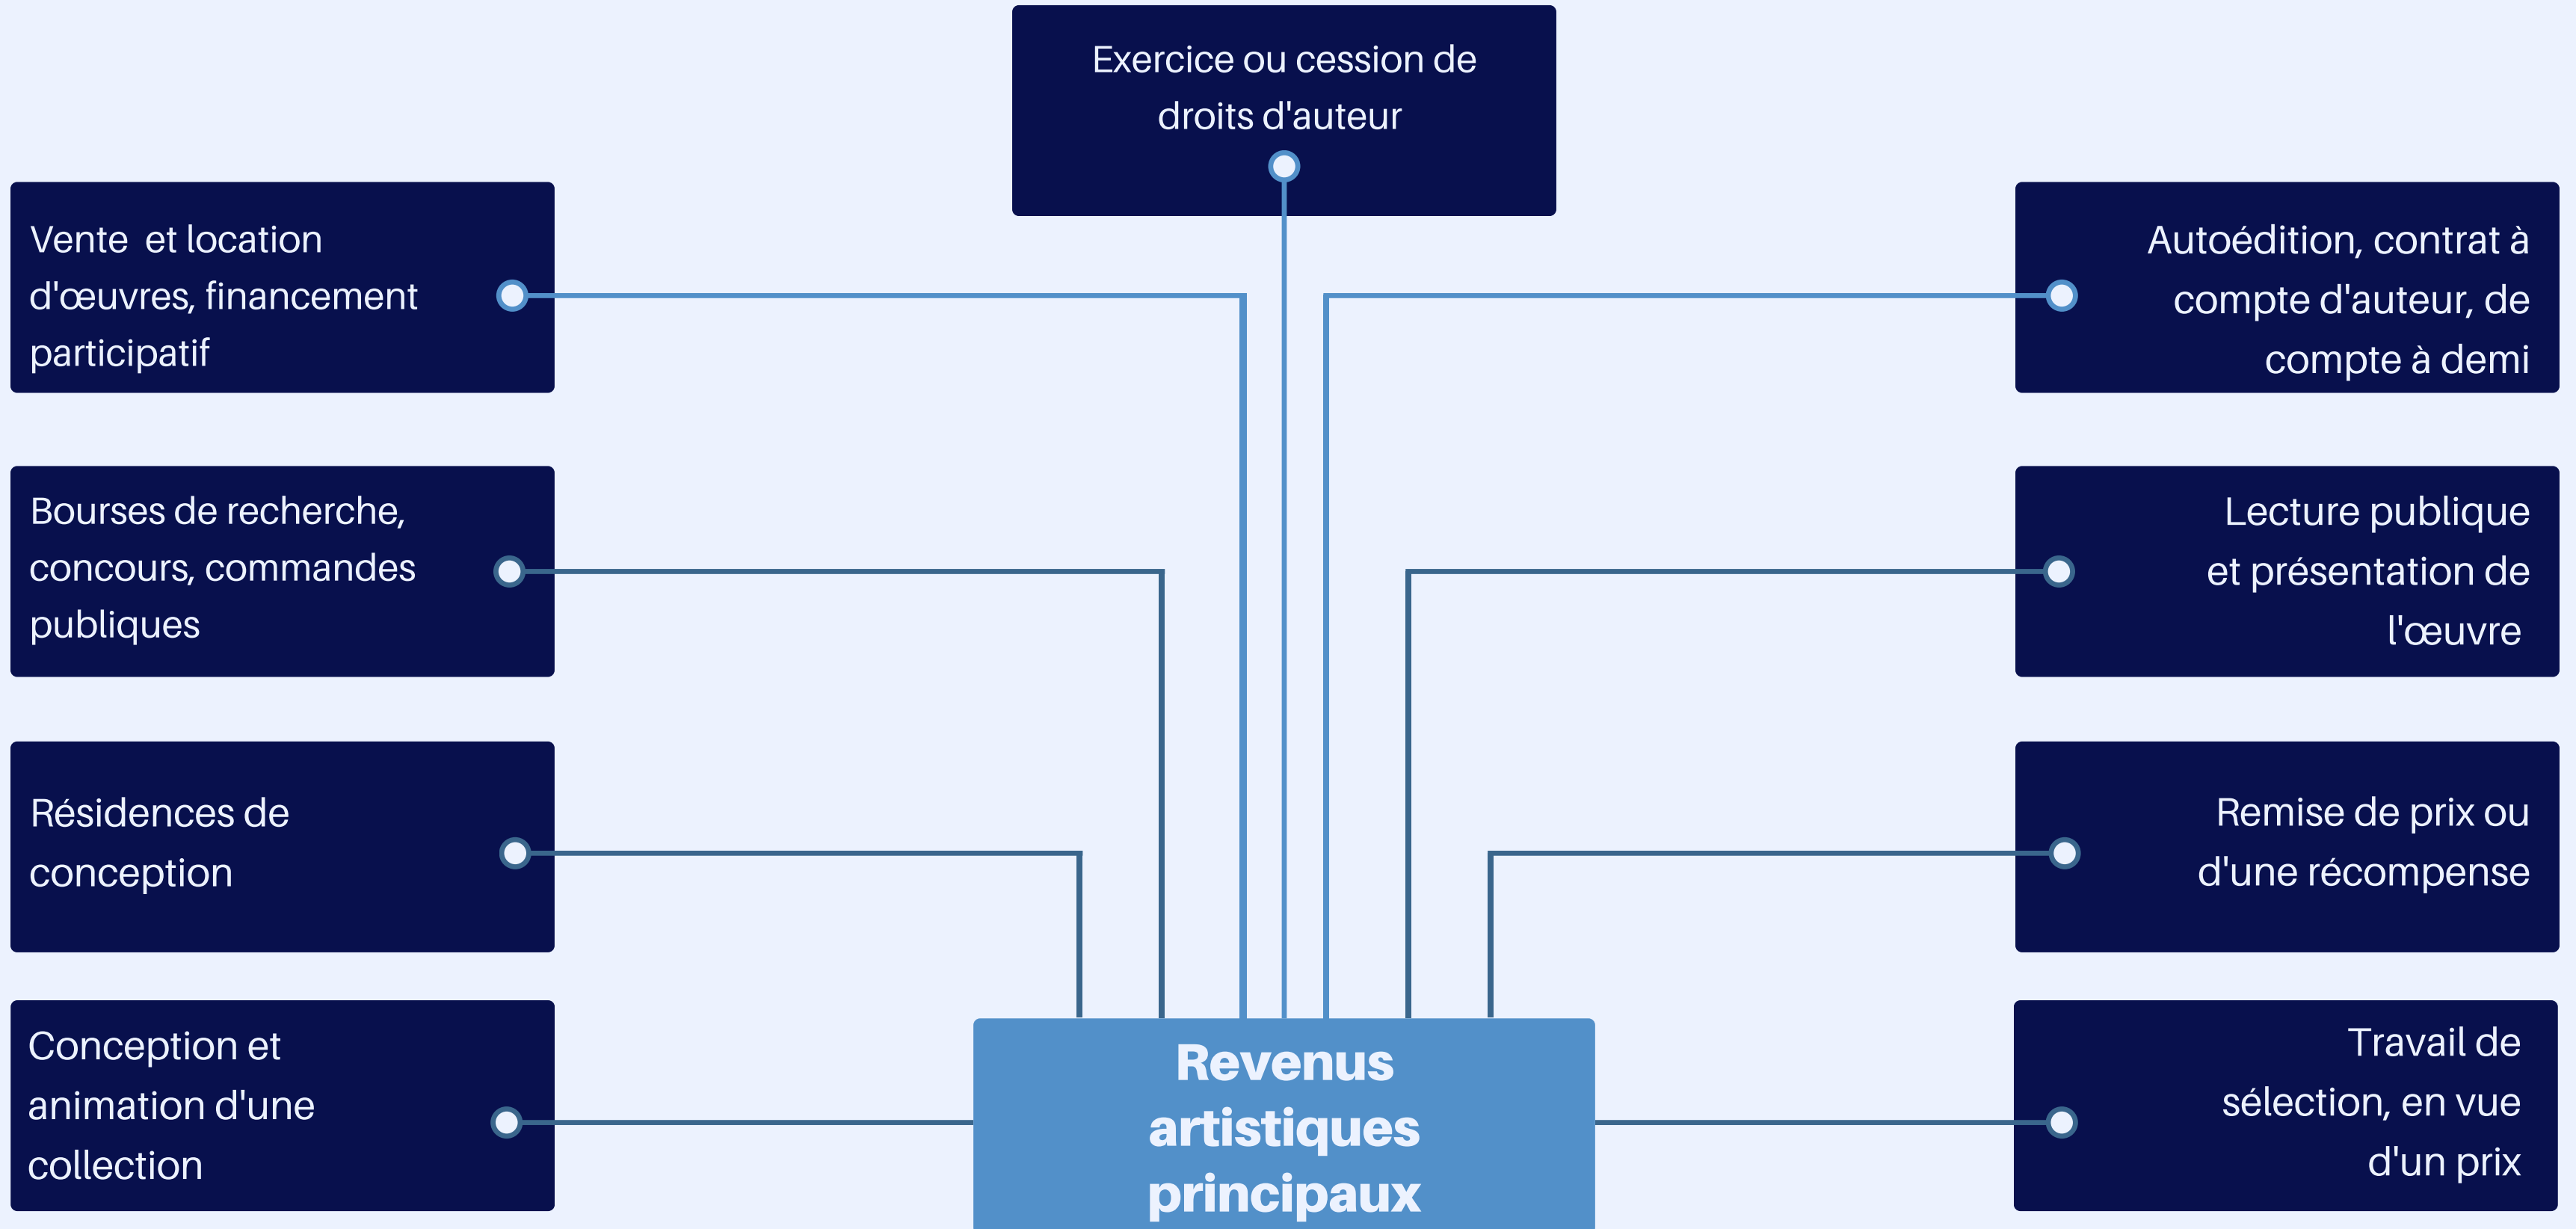 Exercice ou cession de
droits d'auteur
Vente et location
d'œuvres, financement
participatif
Autoédition, contrat à
compte d'auteur, de
compte à demi
Bourses de recherche,
concours, commandes
publiques
Lecture publique
et présentation de
l'œuvre
Résidences de
conception
Remise de prix ou
d'une récompense
Conception et
animation d'une
collection
Revenus
artistiques
principaux
Travail de
sélection, en vue
d'un prix